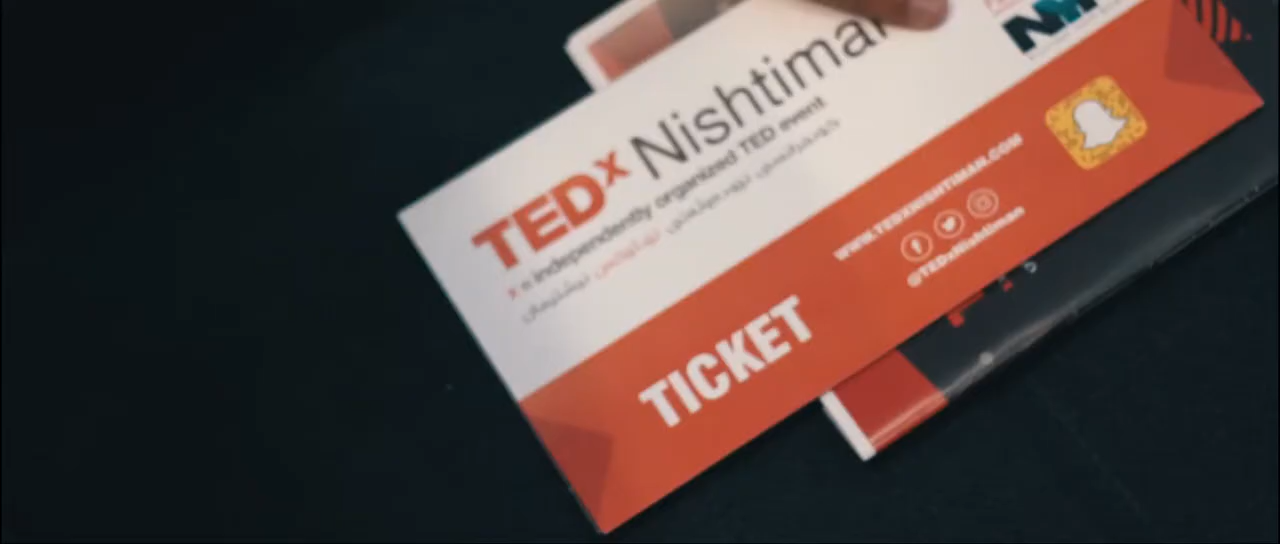 TEDx Nishtiman
x = independently organized TED event
WWW.TEDXNISHTIMAN.COM
@TEDxNishtiman
TICKET